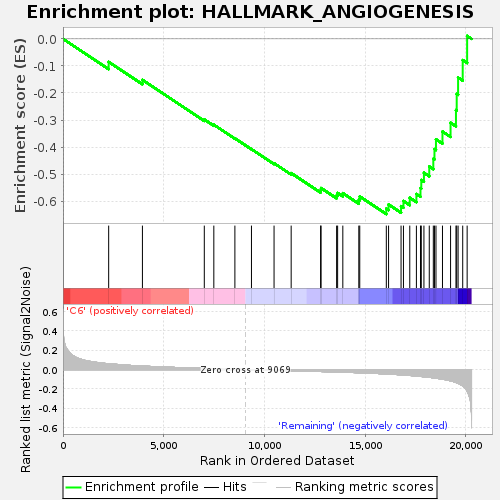 Enrichment plot: HALLMARK_ANGIOGENESIS
Enrichment score (ES)
0.0
-0.1
-0.2
-0.3
-0.4
-0.5
-0.6
'C6' (positively correlated)
Ranked list metric (Signal2Noise)
0.6
0.4
0.2
0.0
-0.2
-0.4
-0.6
Zero cross at 9069
'Remaining' (negatively correlated)
0 5,000 10,000 15,000 20,000
Rank in Ordered Dataset
Enrichment profile Hits Ranking metric scores